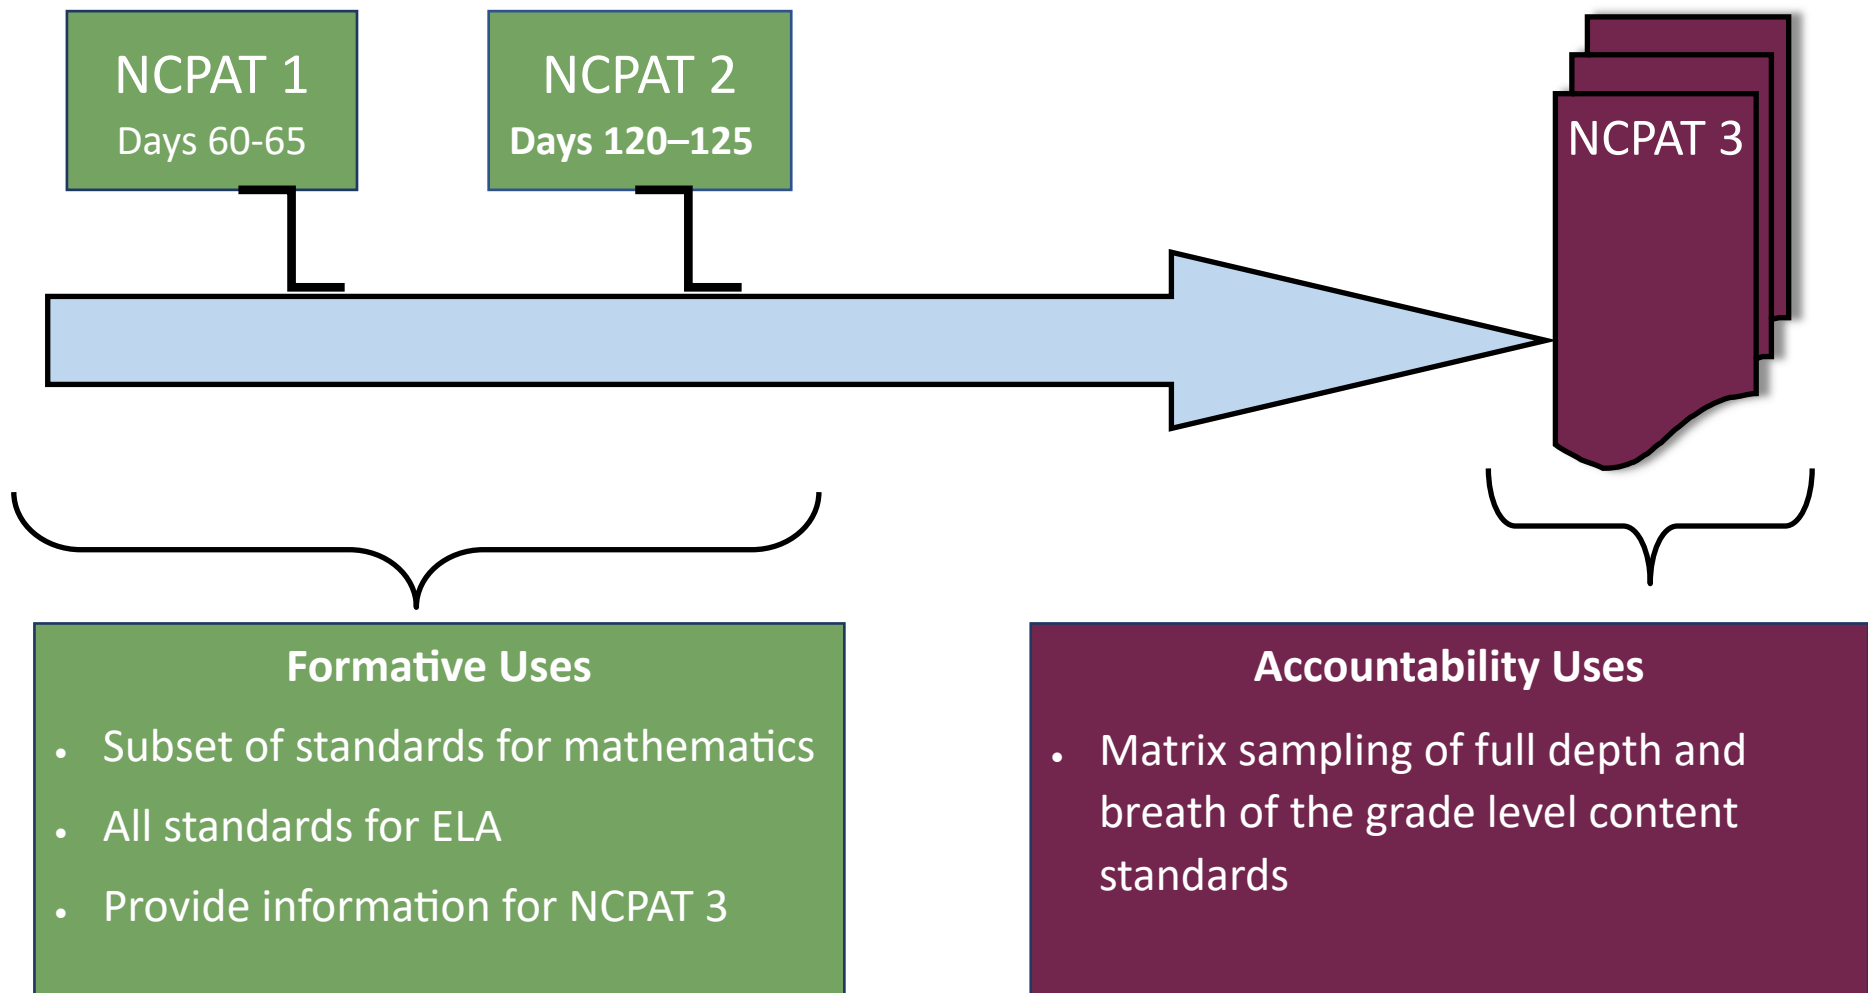 NCPAT 1
Days 60-65
NCPAT 2
Days 120–125
NCPAT 3
Formative Uses
• Subset of standards for mathematics
• All standards for ELA
• Provide information for NCPAT 3
Accountability Uses
• Matrix sampling of full depth and
breath of the grade level content
standards